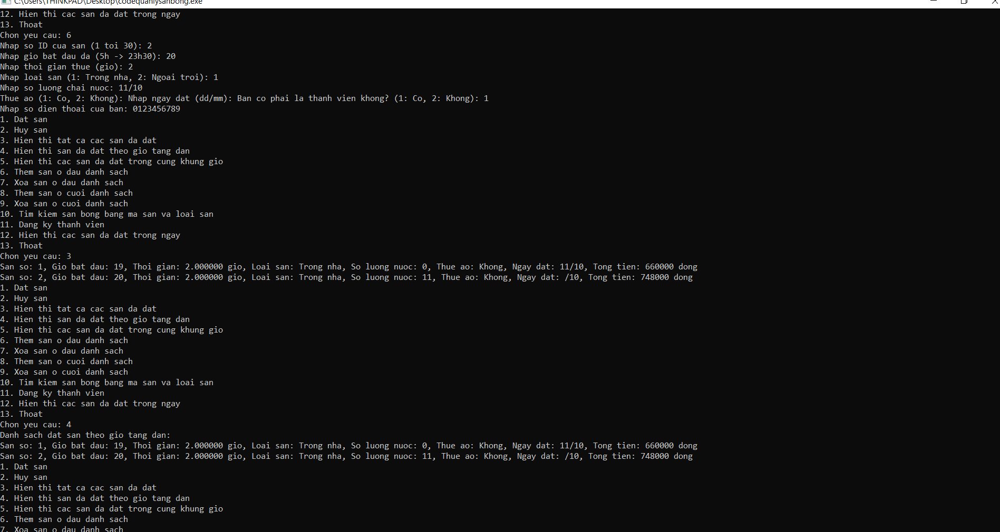 C:\Users\THINKPAD\Desktop\codequanlysanbong.exe
12. Hien thi cac san da dat trong ngay
13. Thoat
Chon yeu cau: 6
Nhap so ID cua san (1 toi 30): 2
Nhap gio bat dau da (5h -> 23h30): 20
Nhap thoi gian thue (gio): 2
Nhap loai san (1: Trong nha, 2: Ngoai troi): 1
Nhap so luong chai nuoc: 11/10
Thue ao (1: Co, 2: Khong): Nhap ngay dat (dd/mm): Ban co phai la thanh vien khong? (1: Co, 2: Khong): 1
Nhap so dien thoai cua ban: 0123456789
1. Dat san
2. Huy san
3. Hien thi tat ca cac san da dat
4. Hien thi san da dat theo gio tang dan
5. Hien thi cac san da dat trong cung khung gio
6. Them san o dau danh sach
7. Xoa san o dau danh sach
8. Them san o cuoi danh sach
9. Xoa san o cuoi danh sach
10. Tim kiem san bong bang ma san va loai san
11. Dang ky thanh vien
12. Hien thi cac san da dat trong ngay
13. Thoat
Chon yeu cau: 3
San so: 1, Gio bat dau: 19, Thoi gian: 2.000000 gio, Loai san: Trong nha, So luong nuoc: 0, Thue ao: Khong, Ngay dat: 11/10, Tong tien: 660000 dong
San so: 2, Gio bat dau: 20, Thoi gian: 2.000000 gio, Loai san: Trong nha, So luong nuoc: 11, Thue ao: Khong, Ngay dat: /10, Tong tien: 748000 dong
1. Dat san
2. Huy san
3. Hien thi tat ca cac san da dat
4. Hien thi san da dat theo gio tang dan
5. Hien thi cac san da dat trong cung khung gio
6. Them san o dau danh sach
7. Xoa san o dau danh sach
8. Them san o cuoi danh sach
9. Xoa san o cuoi danh sach
10. Tim kiem san bong bang ma san va loai san
11. Dang ky thanh vien
12. Hien thi cac san da dat trong ngay
13. Thoat
Chon yeu cau: 4
Danh sach dat san theo gio tang dan:
San so: 1, Gio bat dau: 19, Thoi gian: 2.000000 gio, Loai san: Trong nha, So luong nuoc: 0, Thue ao: Khong, Ngay dat: 11/10, Tong tien: 660000 dong
San so: 2, Gio bat dau: 20, Thoi gian: 2.000000 gio, Loai san: Trong nha, So luong nuoc: 11, Thue ao: Khong, Ngay dat: /10, Tong tien: 748000 dong
1. Dat san
2. Huy san
3. Hien thi tat ca cac san da dat
4. Hien thi san da dat theo gio tang dan
5. Hien thi cac san da dat trong cung khung gio
6. Them san o dau danh sach
7. Xoa san o dau danh sach